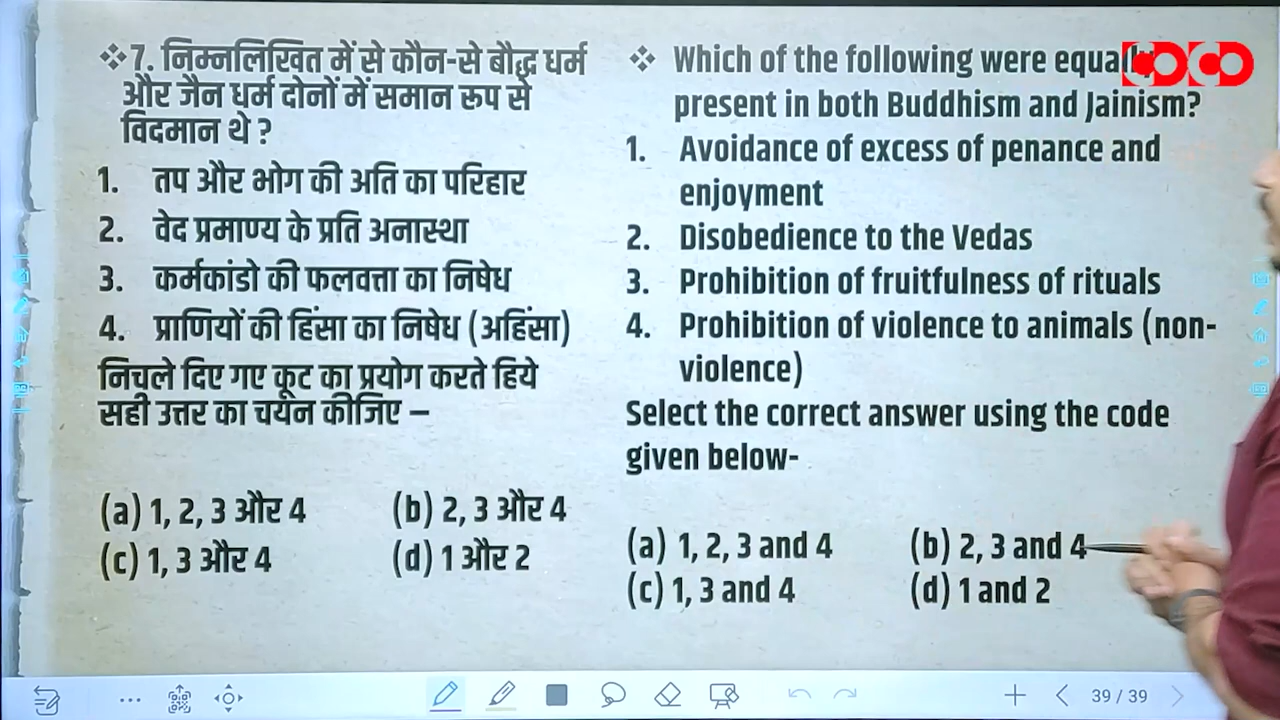 ❖7. निम्नलिखित में से कौन-से बौद्ध धर्म
और जैन धर्म दोनों में समान रूप से
विदमान थे ?
1. तप और भोग की अति का परिहार
2. वेद प्रमाण्य के प्रति अनास्था
3. कर्मकांडो की फलवत्ता का निषेध
4. प्राणियों की हिंसा का निषेध (अहिंसा)
निचले दिए गए कूट का प्रयोग करते हिये
सही उत्तर का चयन कीजिए –
(a) 1, 2, 3 और 4 (b) 2, 3 और 4
(c) 1, 3 और 4 (d) 1 और 2
❖ Which of the following were
present in both Buddhism and Jainism?
1. Avoidance of excess of penance and
enjoyment
2. Disobedience to the Vedas
3. Prohibition of fruitfulness of rituals
4. Prohibition of violence to animals (non-
violence)
Select the correct answer using the code
given below-
(a) 1, 2, 3 and 4 (b) 2, 3 and 4
(c) 1, 3 and 4 (d) 1 and 2
39 / 39